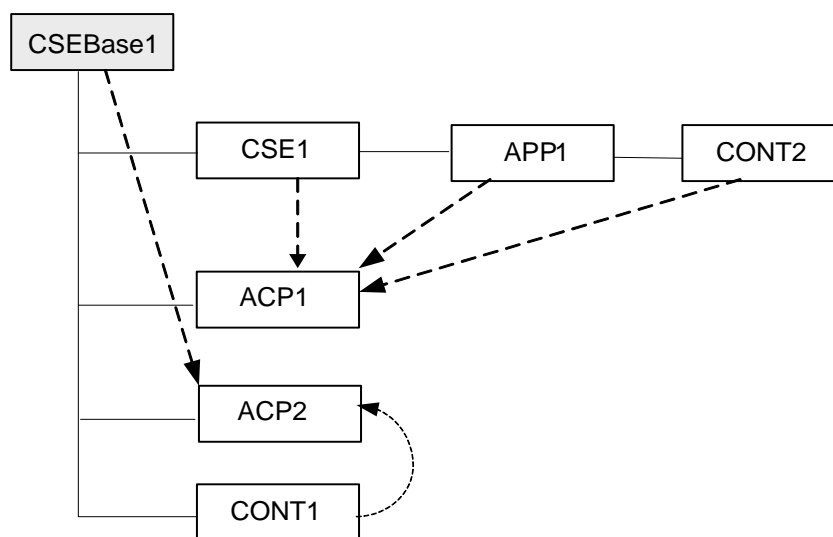 CSEBase1
CSE1
APP1
CONT2
ACP1
ACP2
CONT1